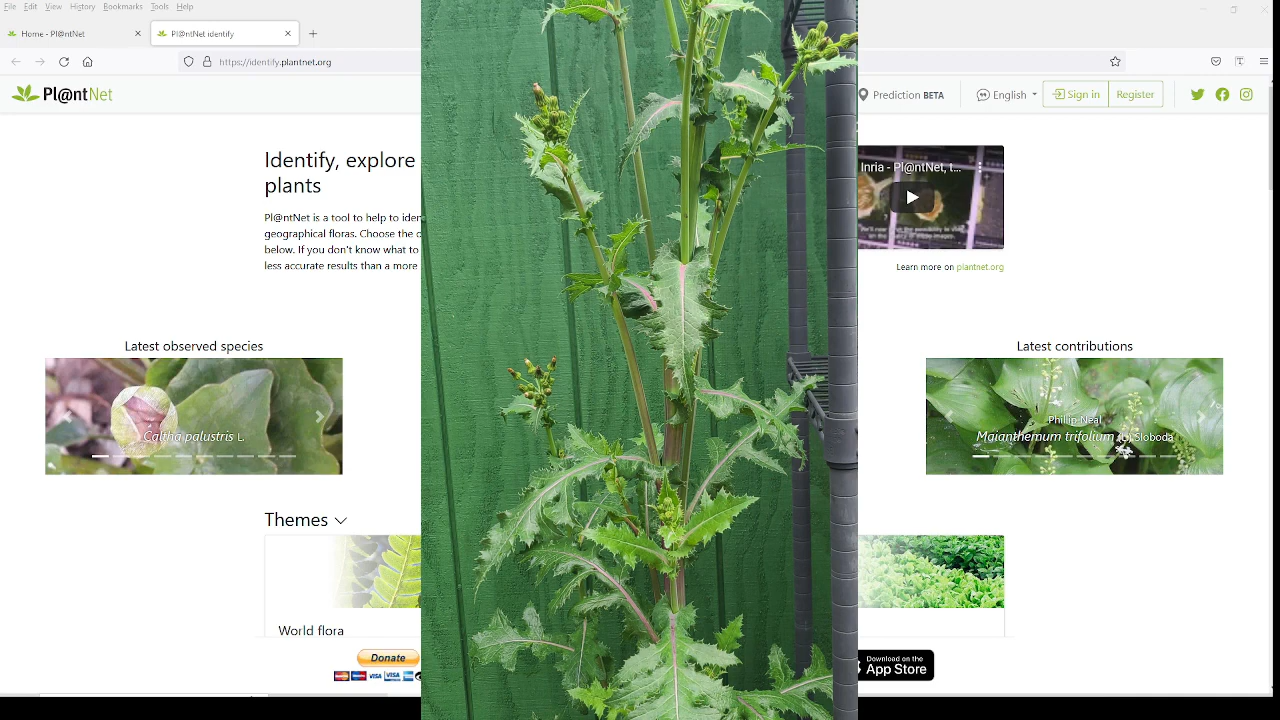 File Edit View History Bookmarks Tools Help
Home - Pl@ntNet
Pl@ntNet identify
https://identify.plantnet.org
Pl@ntNet
Prediction BETA
English
Sign in
Register
Identify, explore
plants
Pl@ntNet is a tool to help to iden
geographical floras. Choose the c
below. If you don't know what to
less accurate results than a more
Inria - Pl@ntNet, t...
Learn more on plantnet.org
Latest observed species
Caltha palustris L.
Latest contributions
Phillip Neal
Maianthemum trifolium (L.) Sloboda
Themes
World flora
Donate
VISA
Download on the
App Store